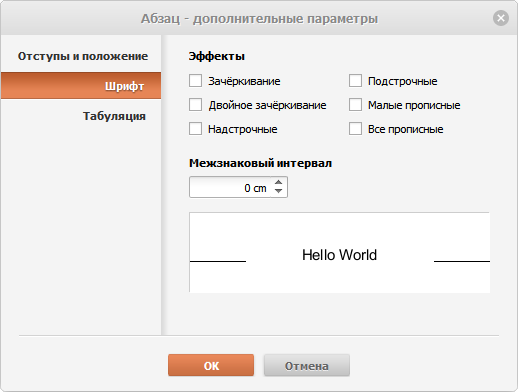 Абзац - дополнительные параметры
Отступы и положение
Шрифт
Табуляция
Эффекты
Зачёркивание
Подстрочные
Двойное зачёркивание
Малые прописные
Надстрочные
Все прописные
Межзнаковый интервал
0 cm
Hello World
OK
Отмена